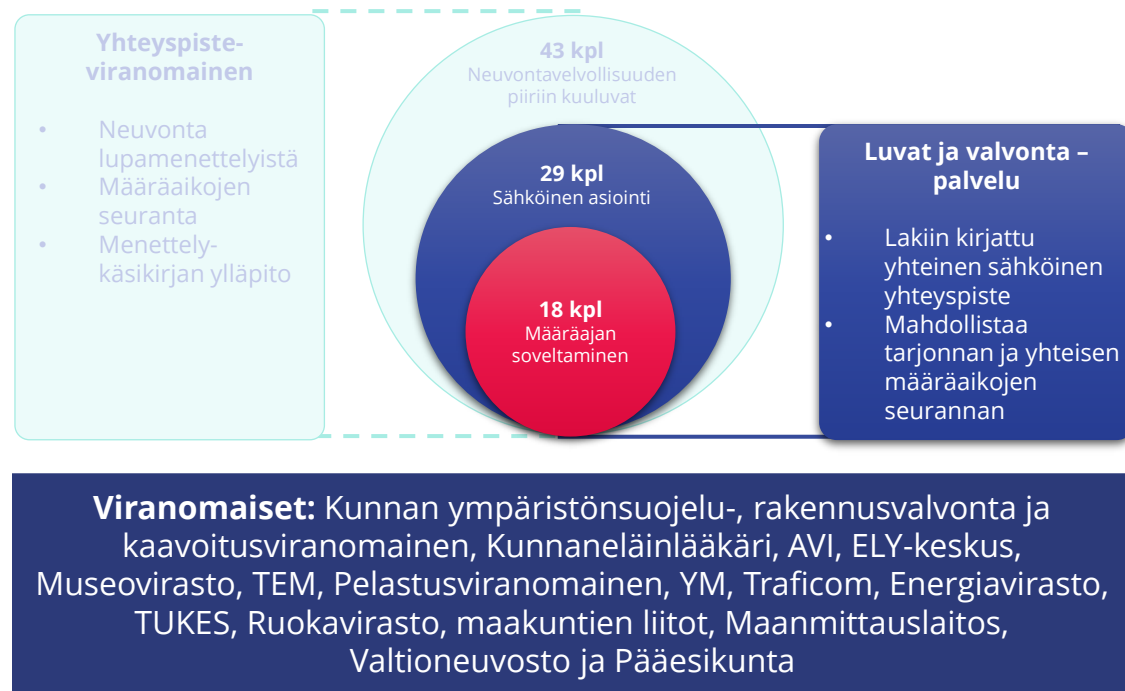 Yhteyspiste-
viranomainen
• Neuvonta
lupamenettelyistä
• Määräaikojen
seuranta
• Menettely-
käsikirjan ylläpito
43 kpl
Neuvontavelvollisuuden
piiriin kuuluvat
29 kpl
Sähköinen asiointi
18 kpl
Määräajan
soveltaminen
Luvat ja valvonta –
palvelu
• Lakiin kirjattu
yhteinen sähköinen
yhteyspiste
• Mahdollistaa
tarjonnan ja yhteisen
määräaikojen
seurannan
Viranomaiset: Kunnan ympäristönsuojelu-, rakennusvalvonta ja
kaavoitusviranomainen, Kunnaneläinlääkäri, AVI, ELY-keskus,
Museovirasto, TEM, Pelastusviranomainen, YM, Traficom, Energiavirasto,
TUKES, Ruokavirasto, maakuntien liitot, Maanmittauslaitos,
Valtioneuvosto ja Pääesikunta